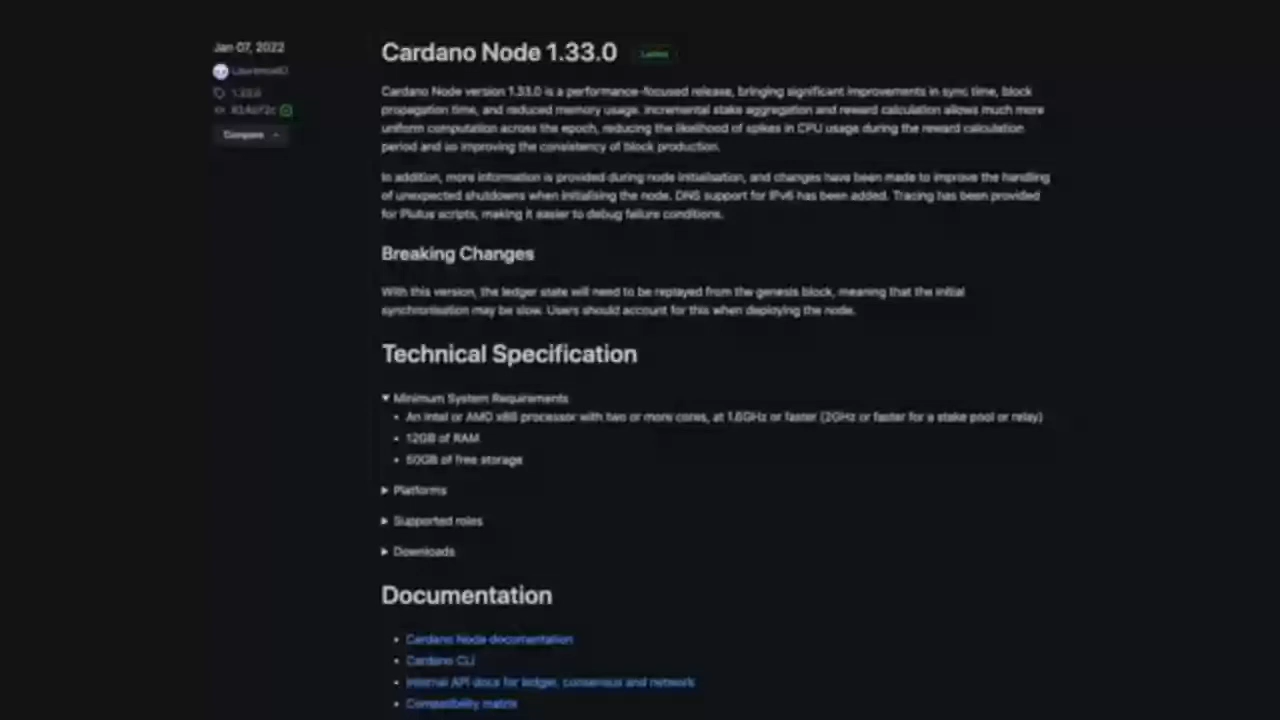 Jan 07, 2022
1.33.0
Compare
Cardano Node 1.33.0 Latest
Cardano Node version 1.33.0 is a performance-focused release, bringing significant improvements in sync time, block
propagation time, and reduced memory usage. Incremental stake aggregation and reward calculation allows much more
uniform computation across the epoch, reducing the likelihood of spikes in CPU usage during the reward calculation
period and so improving the consistency of block production.
In addition, more information is provided during node initialisation, and changes have been made to improve the handling
of unexpected shutdowns when initialising the node. DNS support for IPv6 has been added. Tracing has been provided
for Plutus scripts, making it easier to debug failure conditions.
Breaking Changes
With this version, the ledger state will need to be replayed from the genesis block, meaning that the initial
synchronisation may be slow. Users should account for this when deploying the node.
Technical Specification
▼ Minimum System Requirements
• An Intel or AMD x86 processor with two or more cores, at 1.6GHz or faster (2GHz or faster for a stake pool or relay)
• 12GB of RAM
• 50GB of free storage
▶ Platforms
▶ Supported roles
▶ Downloads
Documentation
• Cardano Node documentation
• Cardano CLI
• Internal API docs for ledger, consensus and network
• Compatibility matrix